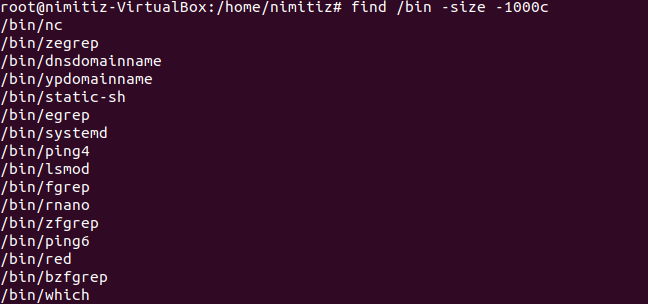 root@nimitiz-VirtualBox:/home/nimitiz# find /bin -size -1000c
/bin/nc
/bin/zegrep
/bin/dnsdomainname
/bin/ypdomainname
/bin/static-sh
/bin/egrep
/bin/systemd
/bin/ping4
/bin/lsmod
/bin/fgrep
/bin/rnano
/bin/zfgrep
/bin/ping6
/bin/red
/bin/bzfgrep
/bin/which